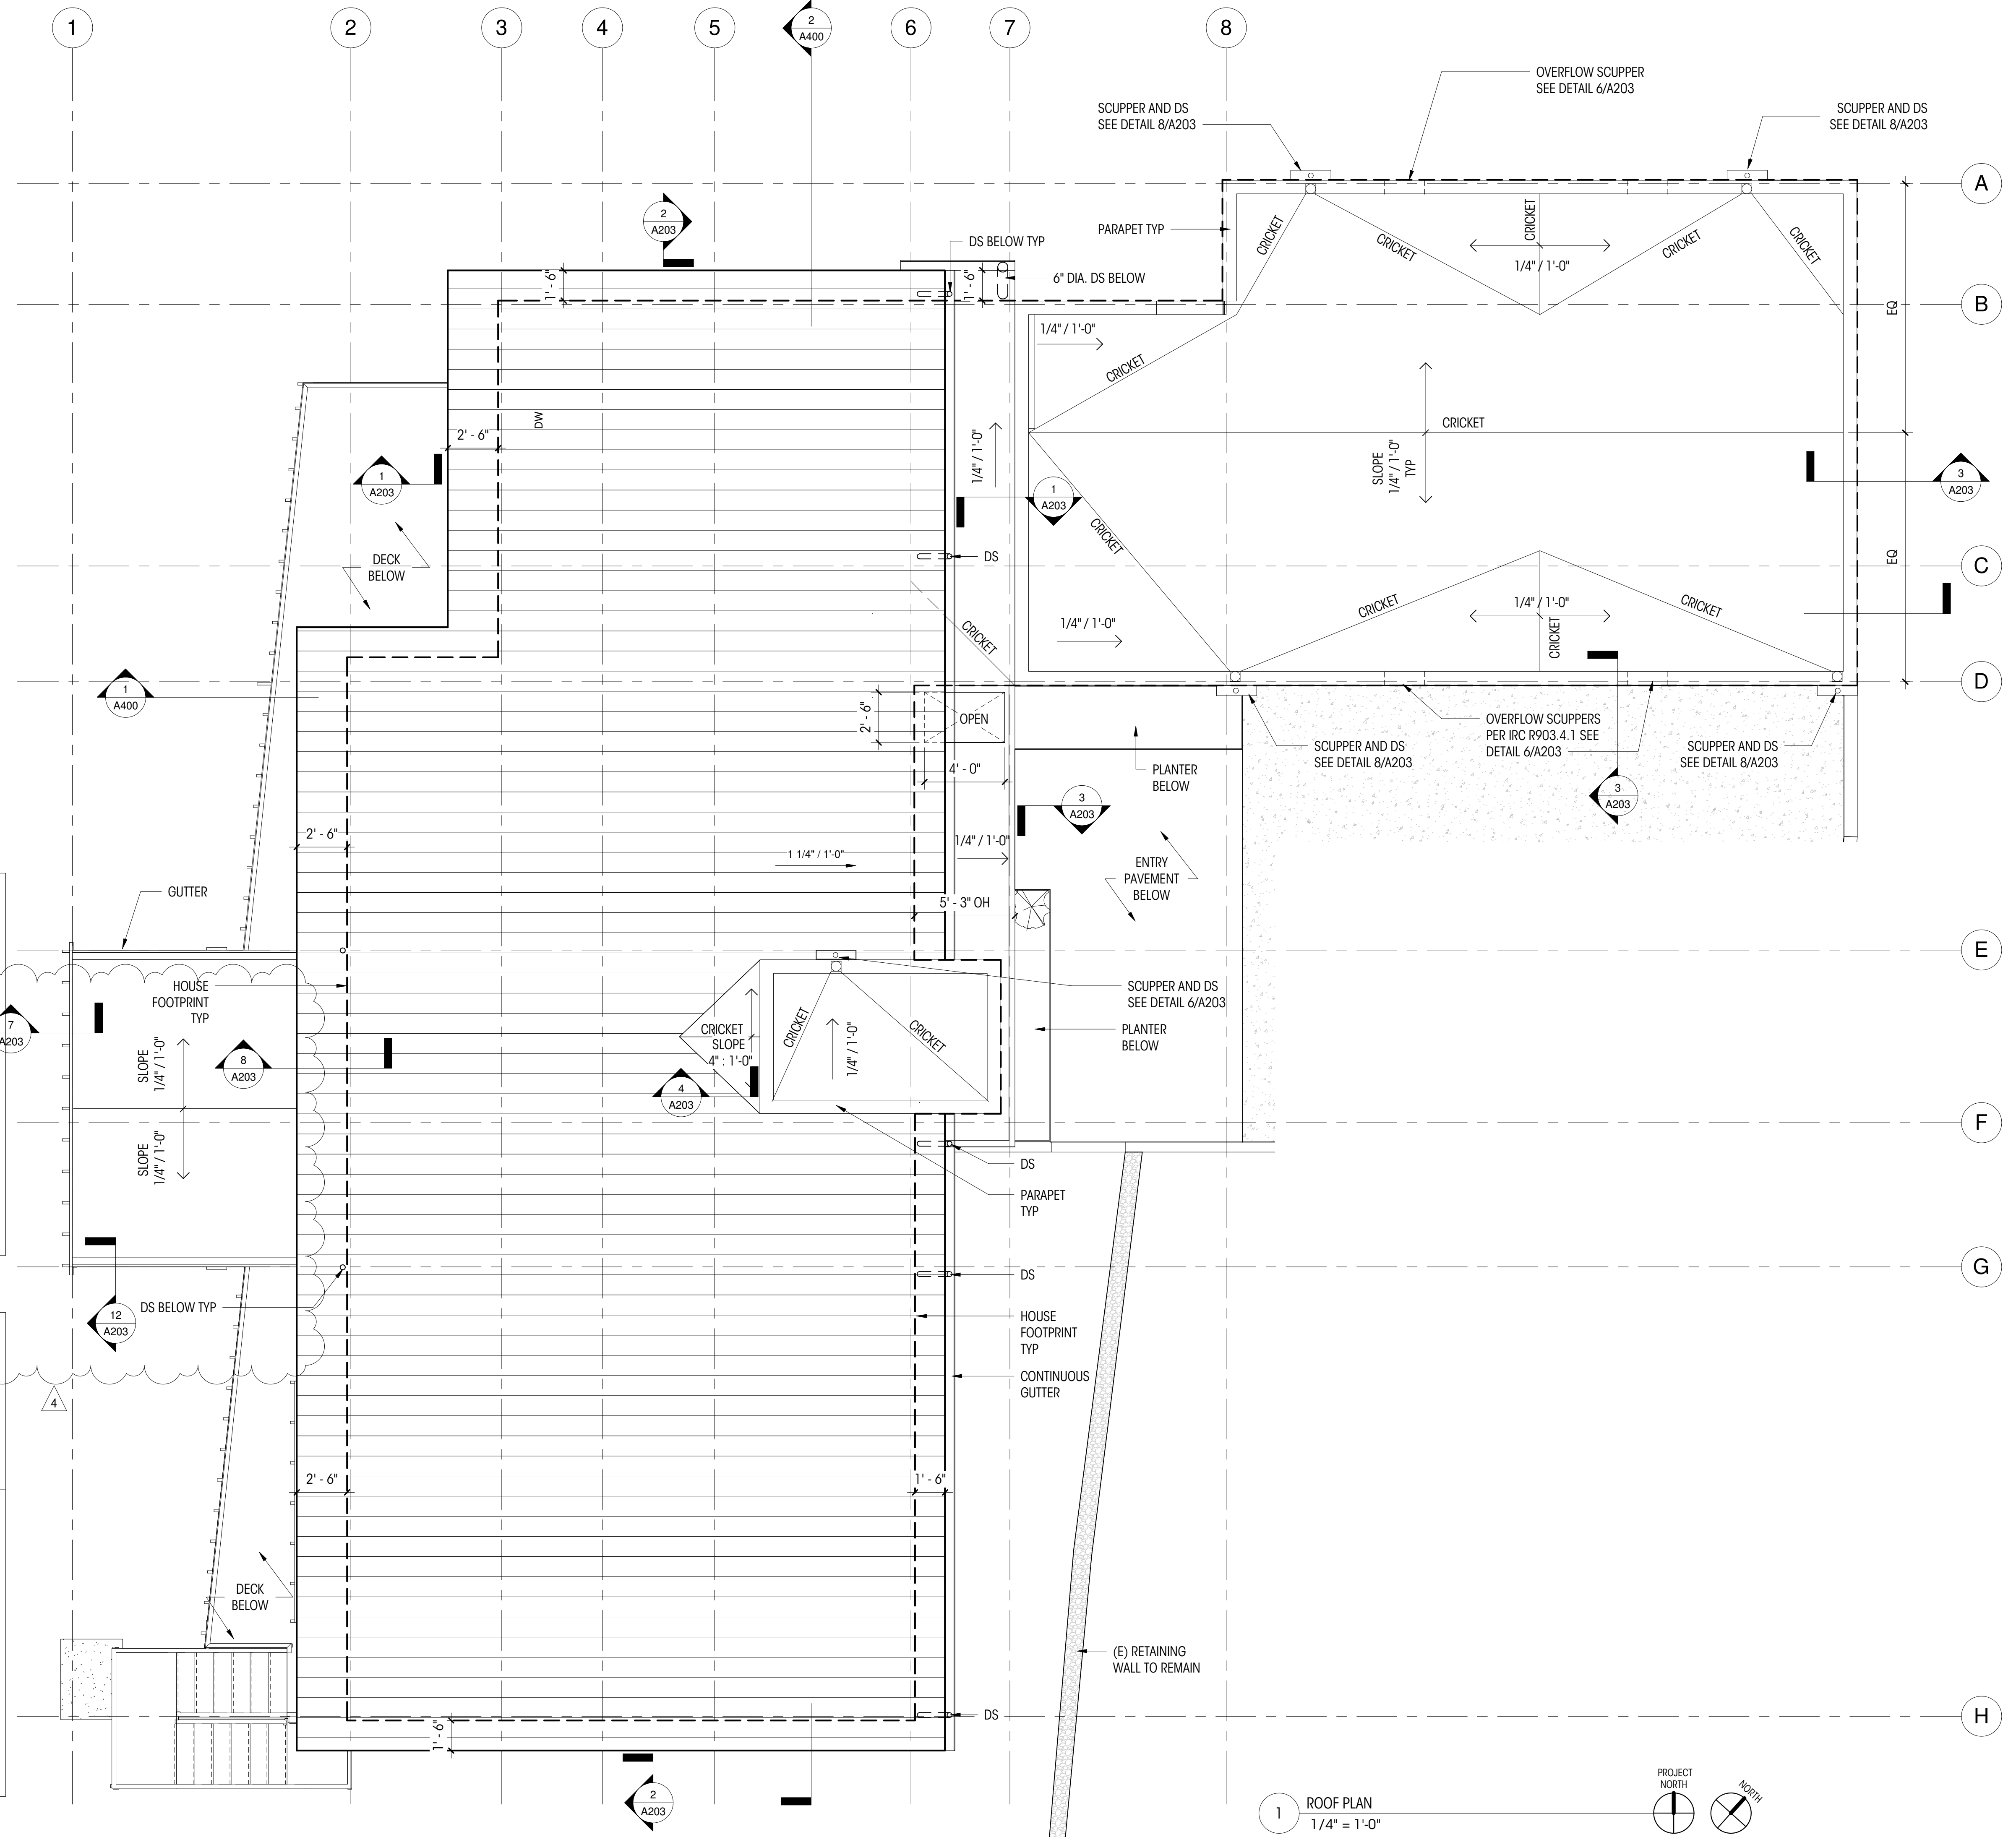 1
2
3
4
5
2
A400
6
7
8
OVERFLOW SCUPPER
SEE DETAIL 6/A203
SCUPPER AND DS
SEE DETAIL 8/A203
SCUPPER AND DS
SEE DETAIL 8/A203
A
2
A203
PARAPET TYP
DS BELOW TYP
6" DIA. DS BELOW
1' - 6"
1' - 6"
CRICKET
CRICKET
CRICKET
CRICKET
CRICKET
1/4" / 1'-0"
B
EQ
1/4" / 1'-0"
CRICKET
DW
2' - 6"
1/4" / 1'-0"
CRICKET
SLOPE
1/4" / 1'-0"
TYP
1
A203
1
A203
3
A203
CRICKET
DECK
BELOW
DS
C
EQ
CRICKET
1/4" / 1'-0"
CRICKET
CRICKET
1/4" / 1'-0"
CRICKET
D
1
A400
2' - 6"
OPEN
4' - 0"
PLANTER
BELOW
SCUPPER AND DS
SEE DETAIL 8/A203
OVERFLOW SCUPPERS
PER IRC R903.4.1 SEE
DETAIL 6/A203
SCUPPER AND DS
SEE DETAIL 8/A203
3
A203
3
A203
2' - 6"
1 1/4" / 1'-0"
1/4" / 1'-0"
ENTRY
PAVEMENT
BELOW
GUTTER
5' - 3" OH
E
HOUSE
FOOTPRINT
TYP
SCUPPER AND DS
SEE DETAIL 6/A203
7
A203
SLOPE
1/4" / 1'-0"
8
A203
CRICKET
SLOPE
4" : 1'-0"
CRICKET
CRICKET
1/4" / 1'-0"
PLANTER
BELOW
4
A203
F
SLOPE
1/4" / 1'-0"
DS
PARAPET
TYP
G
DS
12
A203
DS BELOW TYP
HOUSE
FOOTPRINT
TYP
CONTINUOUS
GUTTER
4
2' - 6"
1' - 6"
DECK
BELOW
(E) RETAINING
WALL TO REMAIN
DS
H
1' - 6"
2
A203
1
ROOF PLAN
1/4" = 1'-0"
PROJECT
NORTH
NORTH